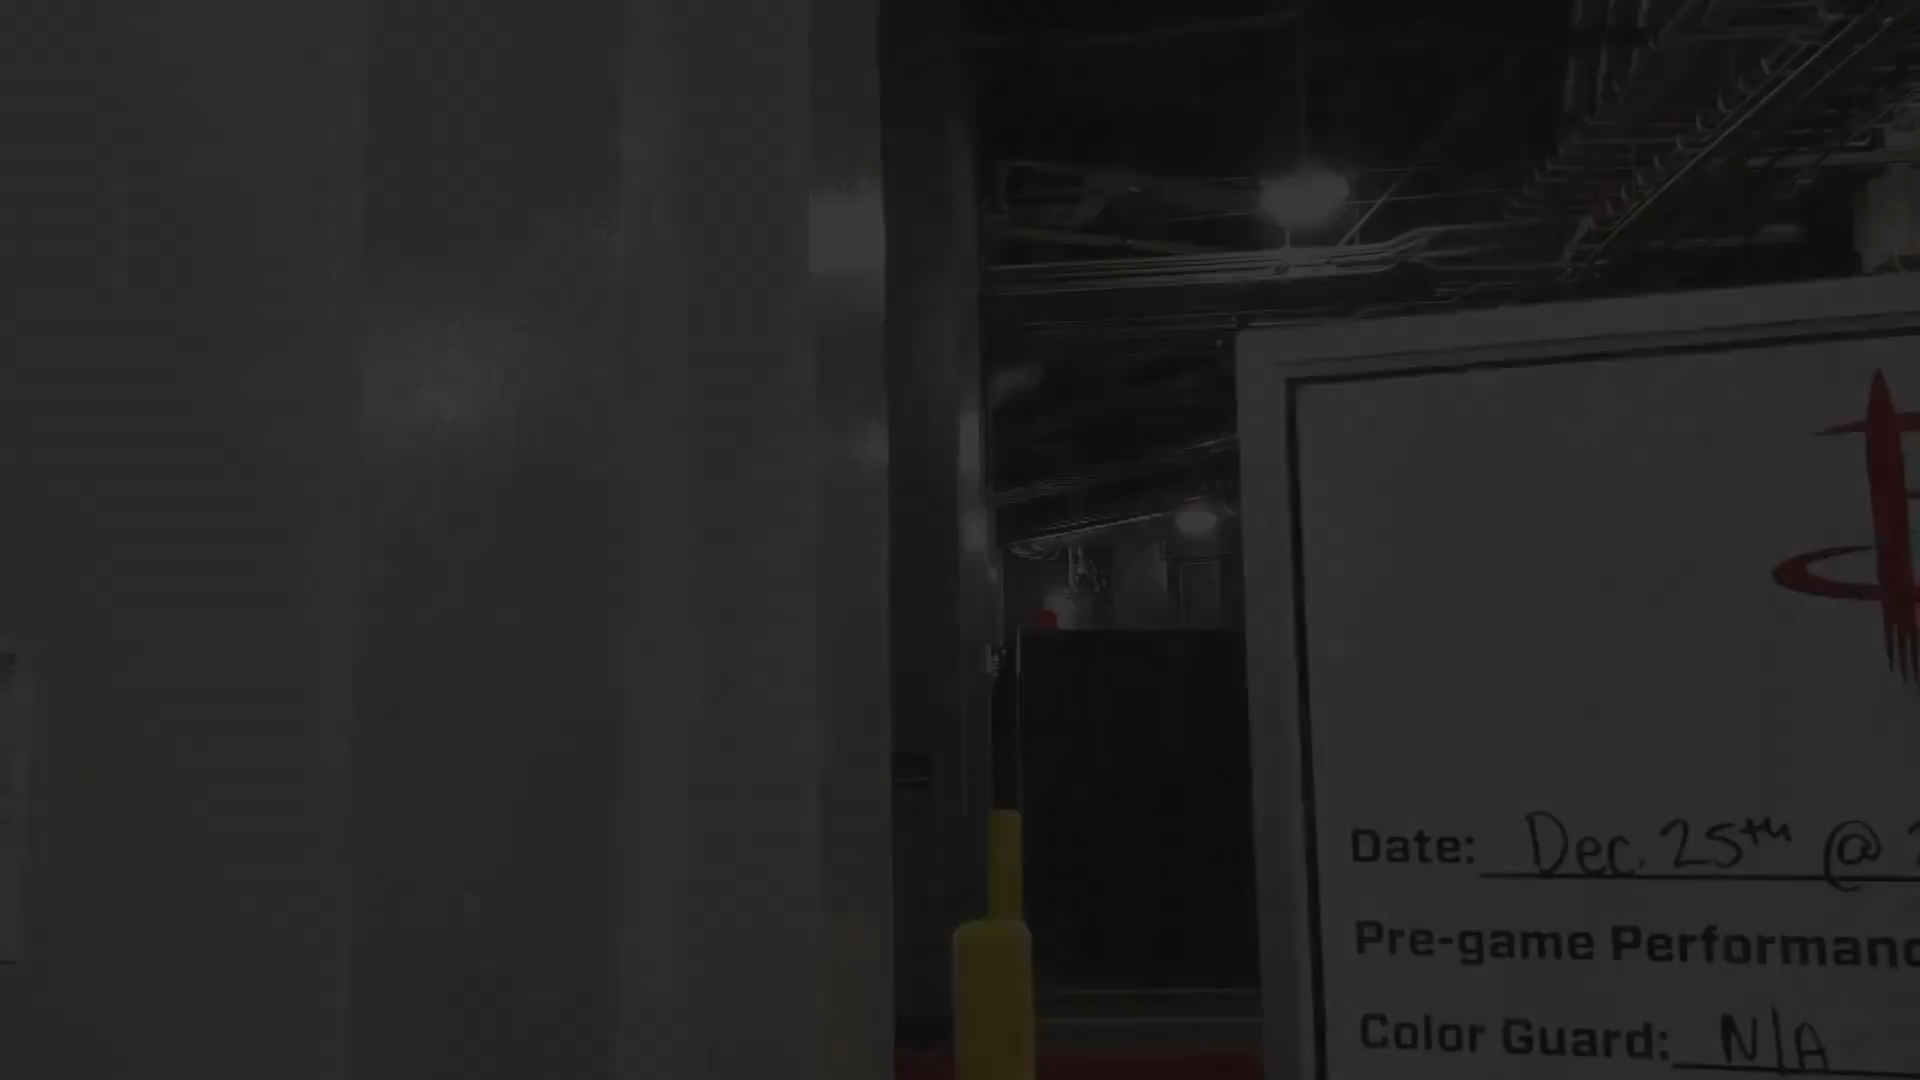 Date: Dec. 25th @
Pre-game Performanc
Color Guard: N/A